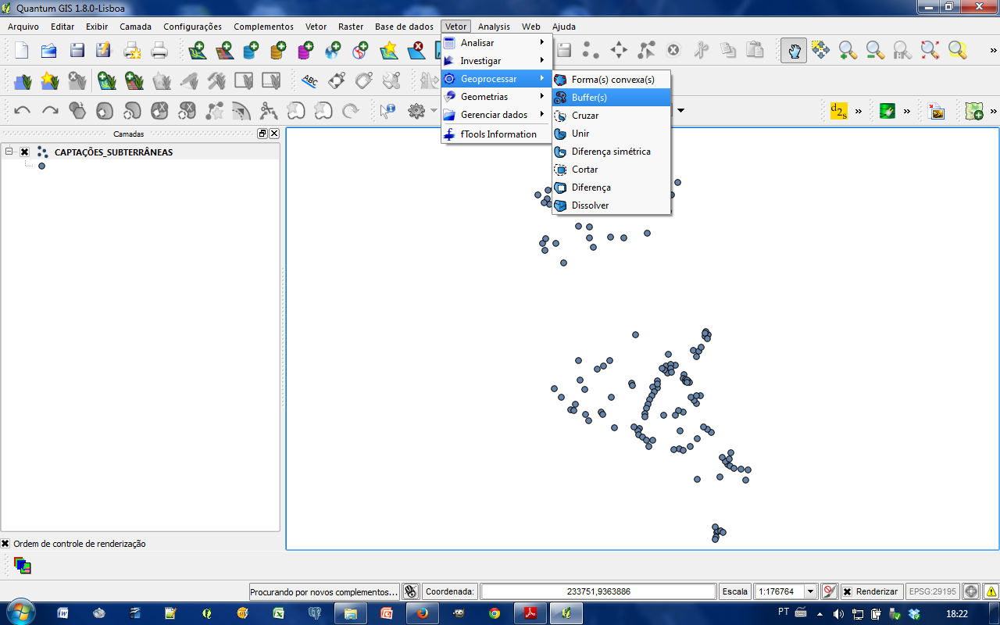 Quantum GIS 1.8.0-Lisboa
Arquivo Editar Exibir Camada Configurações Complementos Vetor Raster Base de dados Vetor Analysis Web Ajuda
Analisar
Investigar
Geoprocessar
Geometrias
Gerenciar dados
fTools Information
Forma(s) convexa(s)
Buffer(s)
Cruzar
Unir
Diferença simétrica
Cortar
Diferença
Dissolver
ABC
d2s
»
Camadas
CAPTAÇÕES_SUBTERRÂNEAS
Ordem de controle de renderização
Procurando por novos complementos... Coordenada: 233751,9363886 Escala 1:176764 Renderizar EPSG:29195
PT 18:22